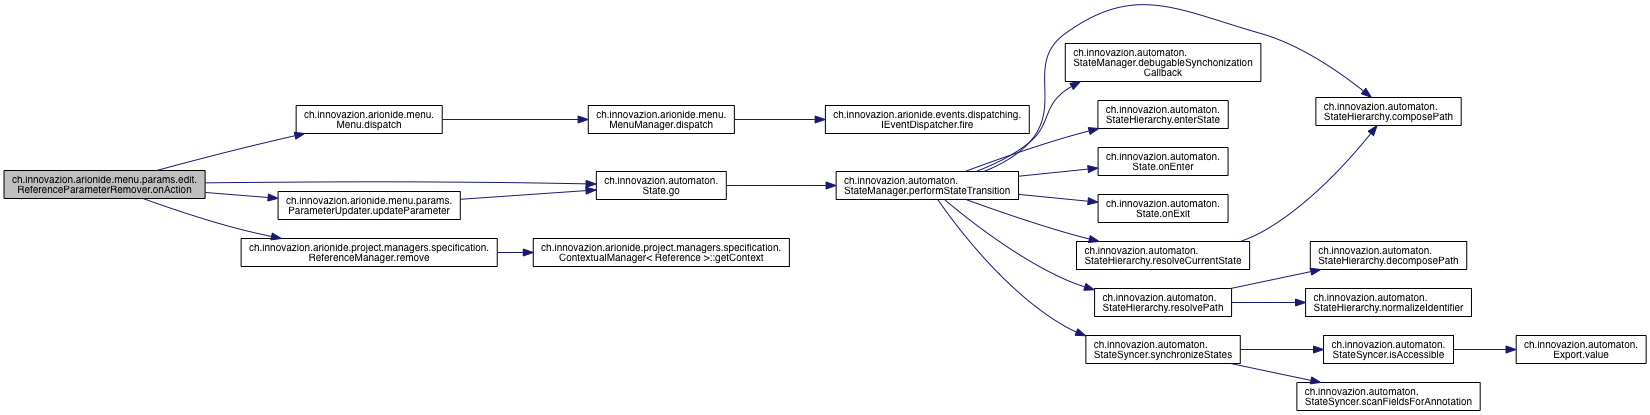 ch.innovazion.arionide.menu.params.edit.
ReferenceParameterRemover.onAction
ch.innovazion.arionide.menu.
Menu.dispatch
ch.innovazion.arionide.menu.
MenuManager.dispatch
ch.innovazion.arionide.events.dispatching.
IEventDispatcher.fire
ch.innovazion.automaton.
State.go
ch.innovazion.arionide.menu.params.
ParameterUpdater.updateParameter
ch.innovazion.arionide.project.managers.specification.
ReferenceManager.remove
ch.innovazion.arionide.project.managers.specification.
ContextualManager< Reference >::getContext
ch.innovazion.automaton.
StateManager.performStateTransition
ch.innovazion.automaton.
StateManager.debugableSynchonization
Callback
ch.innovazion.automaton.
StateHierarchy.composePath
ch.innovazion.automaton.
StateHierarchy.enterState
ch.innovazion.automaton.
State.onEnter
ch.innovazion.automaton.
State.onExit
ch.innovazion.automaton.
StateHierarchy.resolveCurrentState
ch.innovazion.automaton.
StateHierarchy.resolvePath
ch.innovazion.automaton.
StateHierarchy.decomposePath
ch.innovazion.automaton.
StateHierarchy.normalizeIdentifier
ch.innovazion.automaton.
StateSyncer.synchronizeStates
ch.innovazion.automaton.
StateSyncer.isAccessible
ch.innovazion.automaton.
Export.value
ch.innovazion.automaton.
StateSyncer.scanFieldsForAnnotation